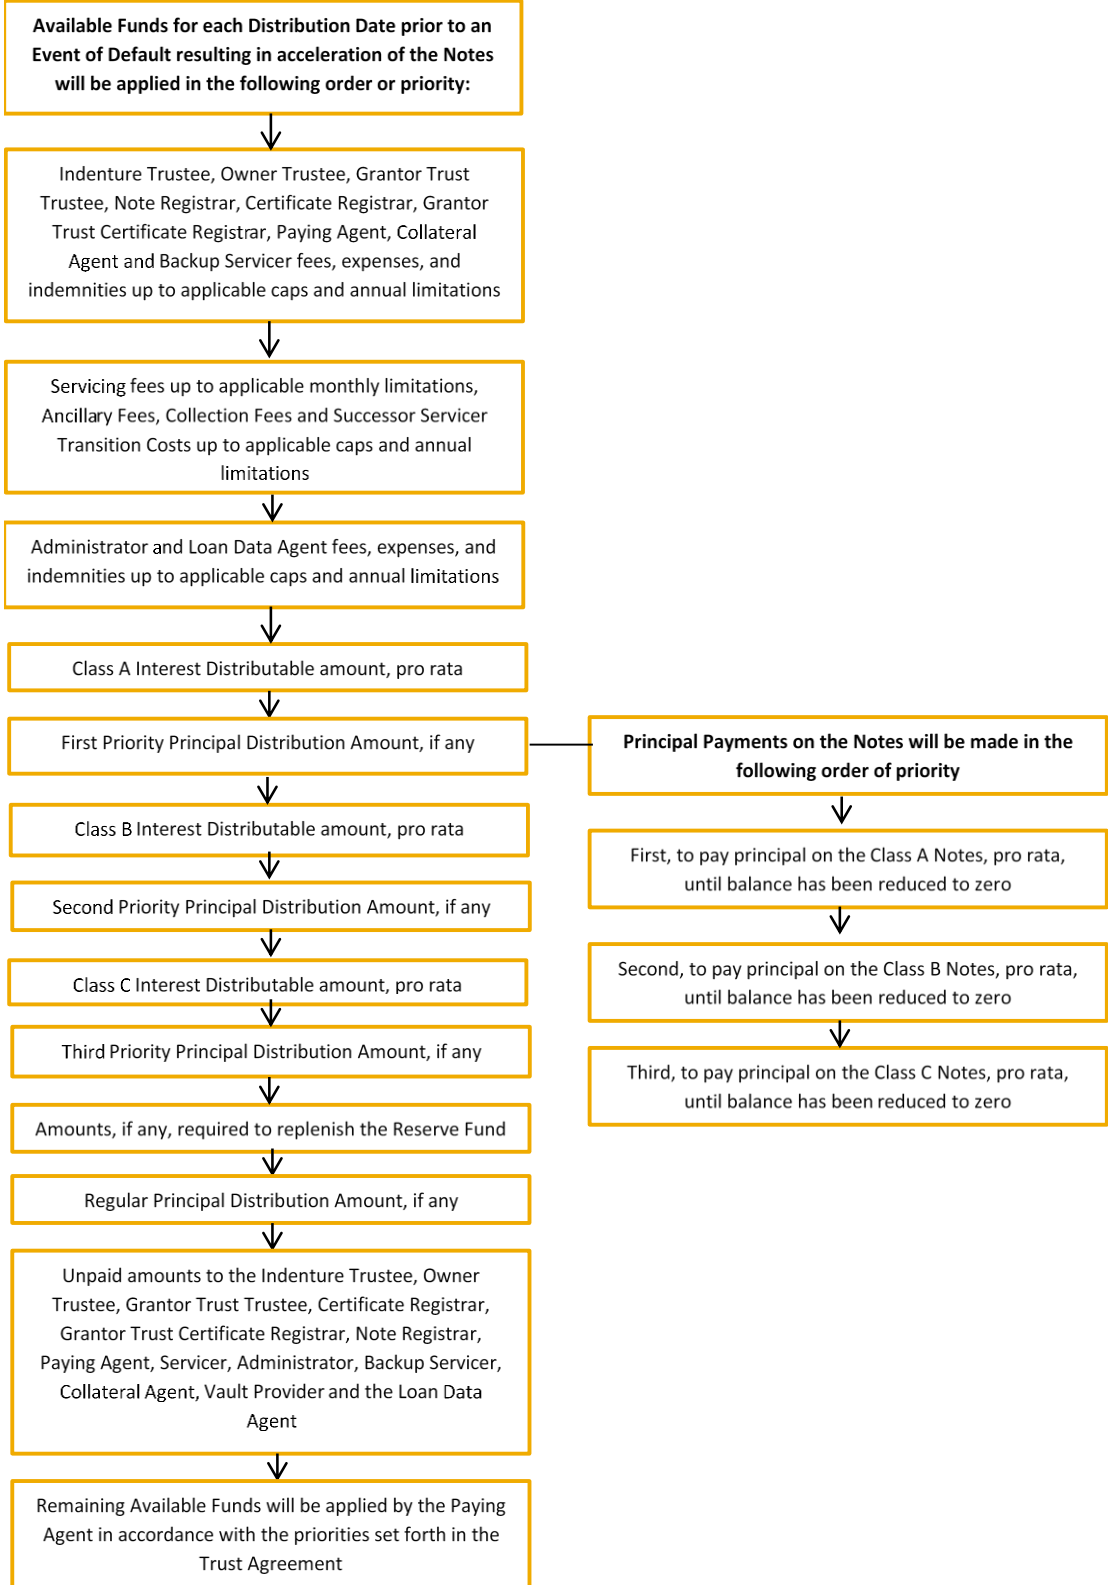 Available Funds for each Distribution Date prior to an
Event of Default resulting in acceleration of the Notes
will be applied in the following order or priority:
Indenture Trustee, Owner Trustee, Grantor Trust
Trustee, Note Registrar, Certificate Registrar, Grantor
Trust Certificate Registrar, Paying Agent, Collateral
Agent and Backup Servicer fees, expenses, and
indemnities up to applicable caps and annual limitations
Servicing fees up to applicable monthly limitations,
Ancillary Fees, Collection Fees and Successor Servicer
Transition Costs up to applicable caps and annual
limitations
Administrator and Loan Data Agent fees, expenses, and
indemnities up to applicable caps and annual limitations
Class A Interest Distributable amount, pro rata
First Priority Principal Distribution Amount, if any
Class B Interest Distributable amount, pro rata
Second Priority Principal Distribution Amount, if any
Class C Interest Distributable amount, pro rata
Third Priority Principal Distribution Amount, if any
Amounts, if any, required to replenish the Reserve Fund
Regular Principal Distribution Amount, if any
Unpaid amounts to the Indenture Trustee, Owner
Trustee, Grantor Trust Trustee, Certificate Registrar,
Grantor Trust Certificate Registrar, Note Registrar,
Paying Agent, Servicer, Administrator, Backup Servicer,
Collateral Agent, Vault Provider and the Loan Data
Agent
Remaining Available Funds will be applied by the Paying
Agent in accordance with the priorities set forth in the
Trust Agreement
Principal Payments on the Notes will be made in the
following order of priority
First, to pay principal on the Class A Notes, pro rata,
until balance has been reduced to zero
Second, to pay principal on the Class B Notes, pro rata,
until balance has been reduced to zero
Third, to pay principal on the Class C Notes, pro rata,
until balance has been reduced to zero